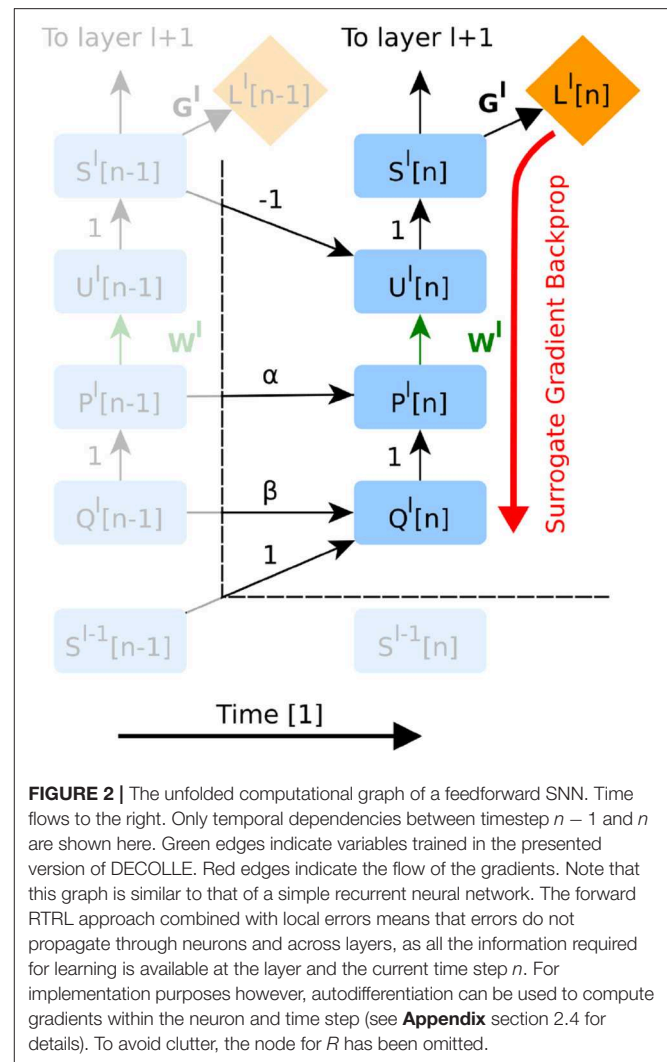 To layer l+1
To layer l+1
G^l
L^l[n-1]
G^l
L^l[n]
S^l[n-1]
S^l[n]
-1
1
1
U^l[n-1]
U^l[n]
W^l
W^l
Surrogate Gradient Backprop
P^l[n-1]
α
P^l[n]
1
1
Q^l[n-1]
β
Q^l[n]
1
S^l-1[n-1]
S^l-1[n]
Time [1]
FIGURE 2 | The unfolded computational graph of a feedforward SNN. Time
flows to the right. Only temporal dependencies between timestep n − 1 and n
are shown here. Green edges indicate variables trained in the presented
version of DECOLLE. Red edges indicate the flow of the gradients. Note that
this graph is similar to that of a simple recurrent neural network. The forward
RTRL approach combined with local errors means that errors do not
propagate through neurons and across layers, as all the information required
for learning is available at the layer and the current time step n. For
implementation purposes however, autodifferentiation can be used to compute
gradients within the neuron and time step (see Appendix section 2.4 for
details). To avoid clutter, the node for R has been omitted.